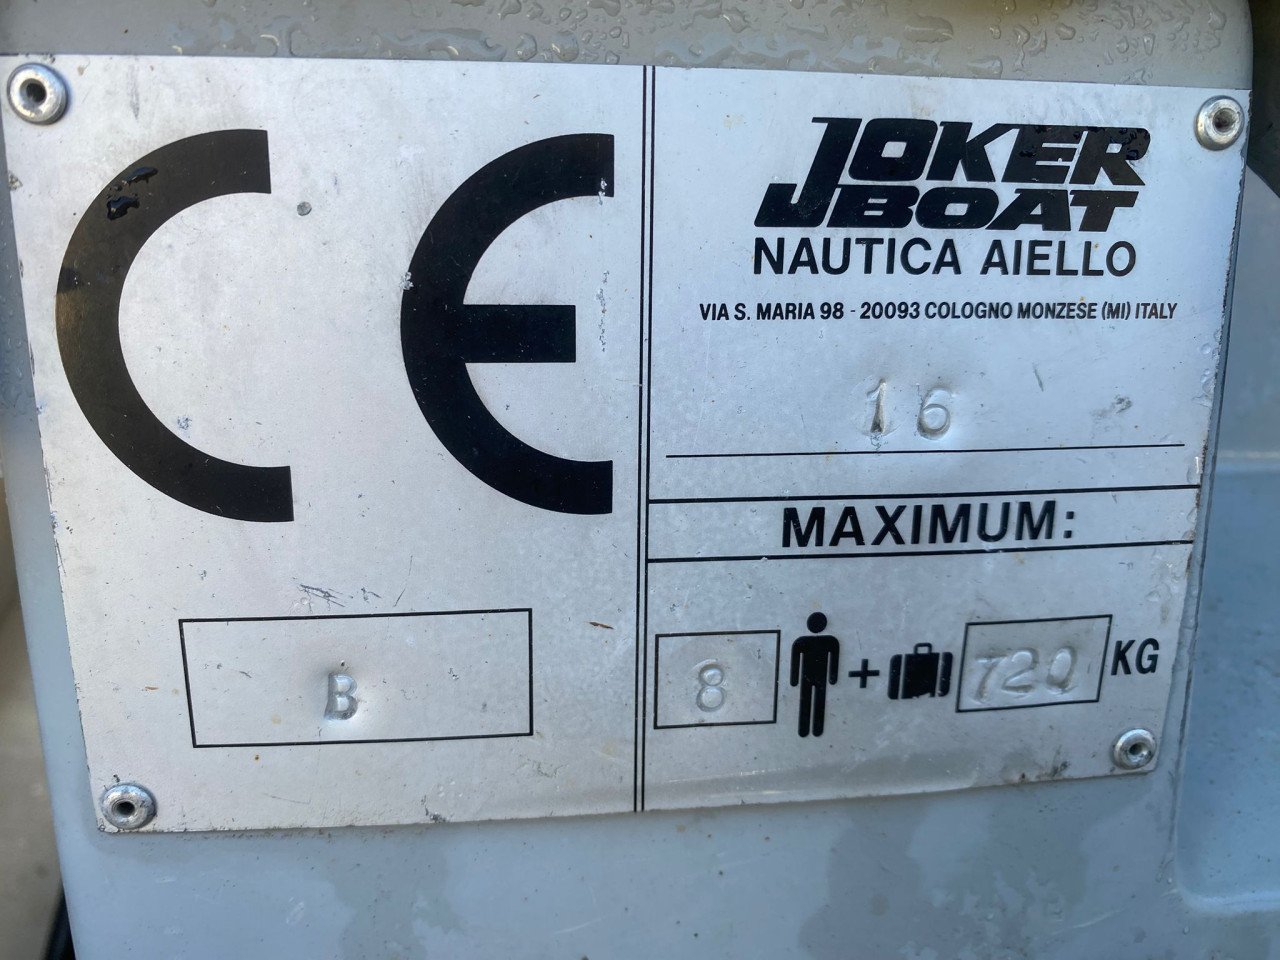 CE
JOKER
BOAT
NAUTICA AIELLO
VIA S. MARIA 98 - 20093 COLOGNO MONZESE (MI) ITALY
16
MAXIMUM:
B
8 + 720 KG